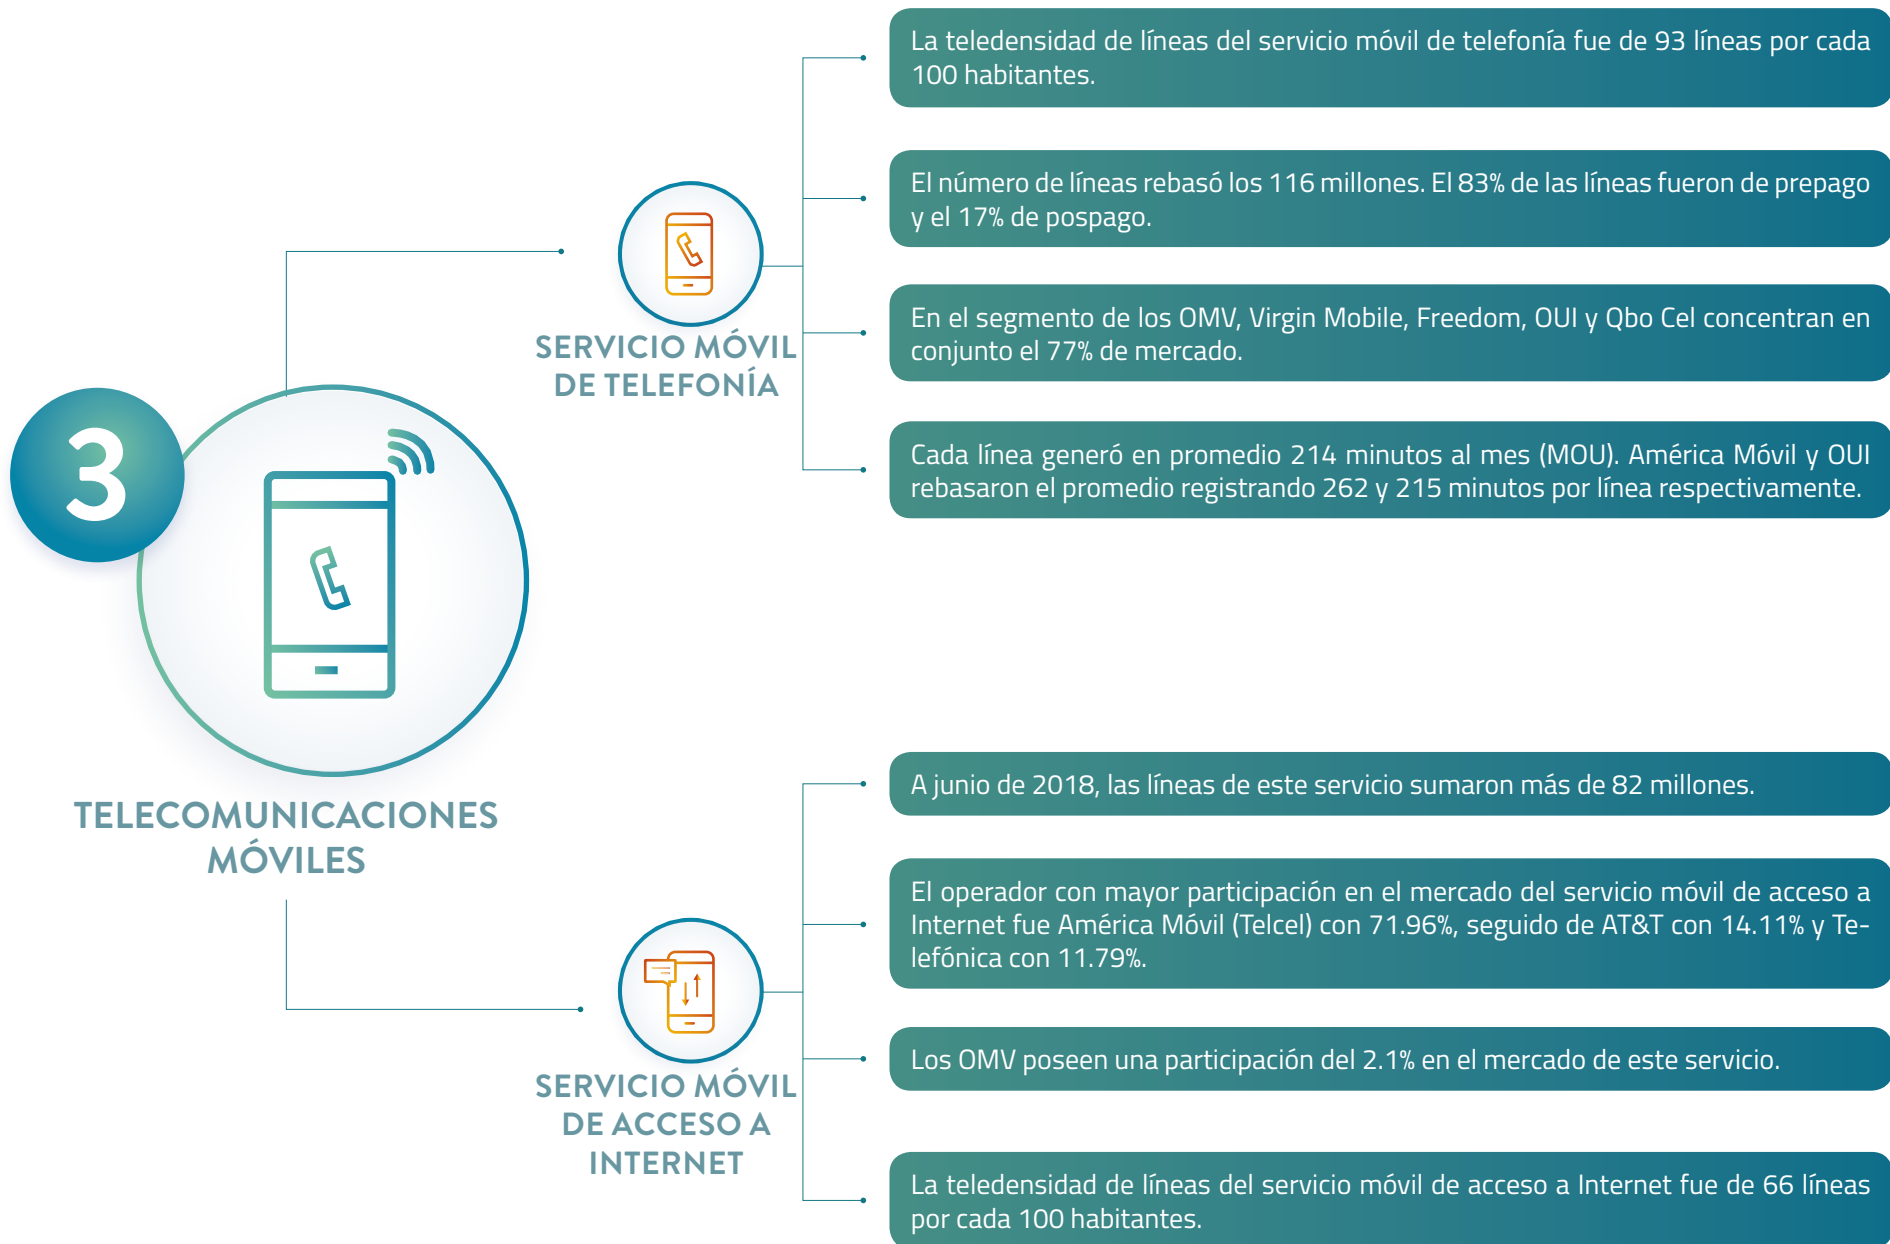 3
TELECOMUNICACIONES
MÓVILES
SERVICIO MÓVIL
DE TELEFONÍA
La teledensidad de líneas del servicio móvil de telefonía fue de 93 líneas por cada
100 habitantes.
El número de líneas rebasó los 116 millones. El 83% de las líneas fueron de prepago
y el 17% de pospago.
En el segmento de los OMV, Virgin Mobile, Freedom, OUI y Qbo Cel concentran en
conjunto el 77% de mercado.
Cada línea generó en promedio 214 minutos al mes (MOU). América Móvil y OUI
rebasaron el promedio registrando 262 y 215 minutos por línea respectivamente.
SERVICIO MÓVIL
DE ACCESO A
INTERNET
A junio de 2018, las líneas de este servicio sumaron más de 82 millones.
El operador con mayor participación en el mercado del servicio móvil de acceso a
Internet fue América Móvil (Telcel) con 71.96%, seguido de AT&T con 14.11% y Te-
lefónica con 11.79%.
Los OMV poseen una participación del 2.1% en el mercado de este servicio.
La teledensidad de líneas del servicio móvil de acceso a Internet fue de 66 líneas
por cada 100 habitantes.